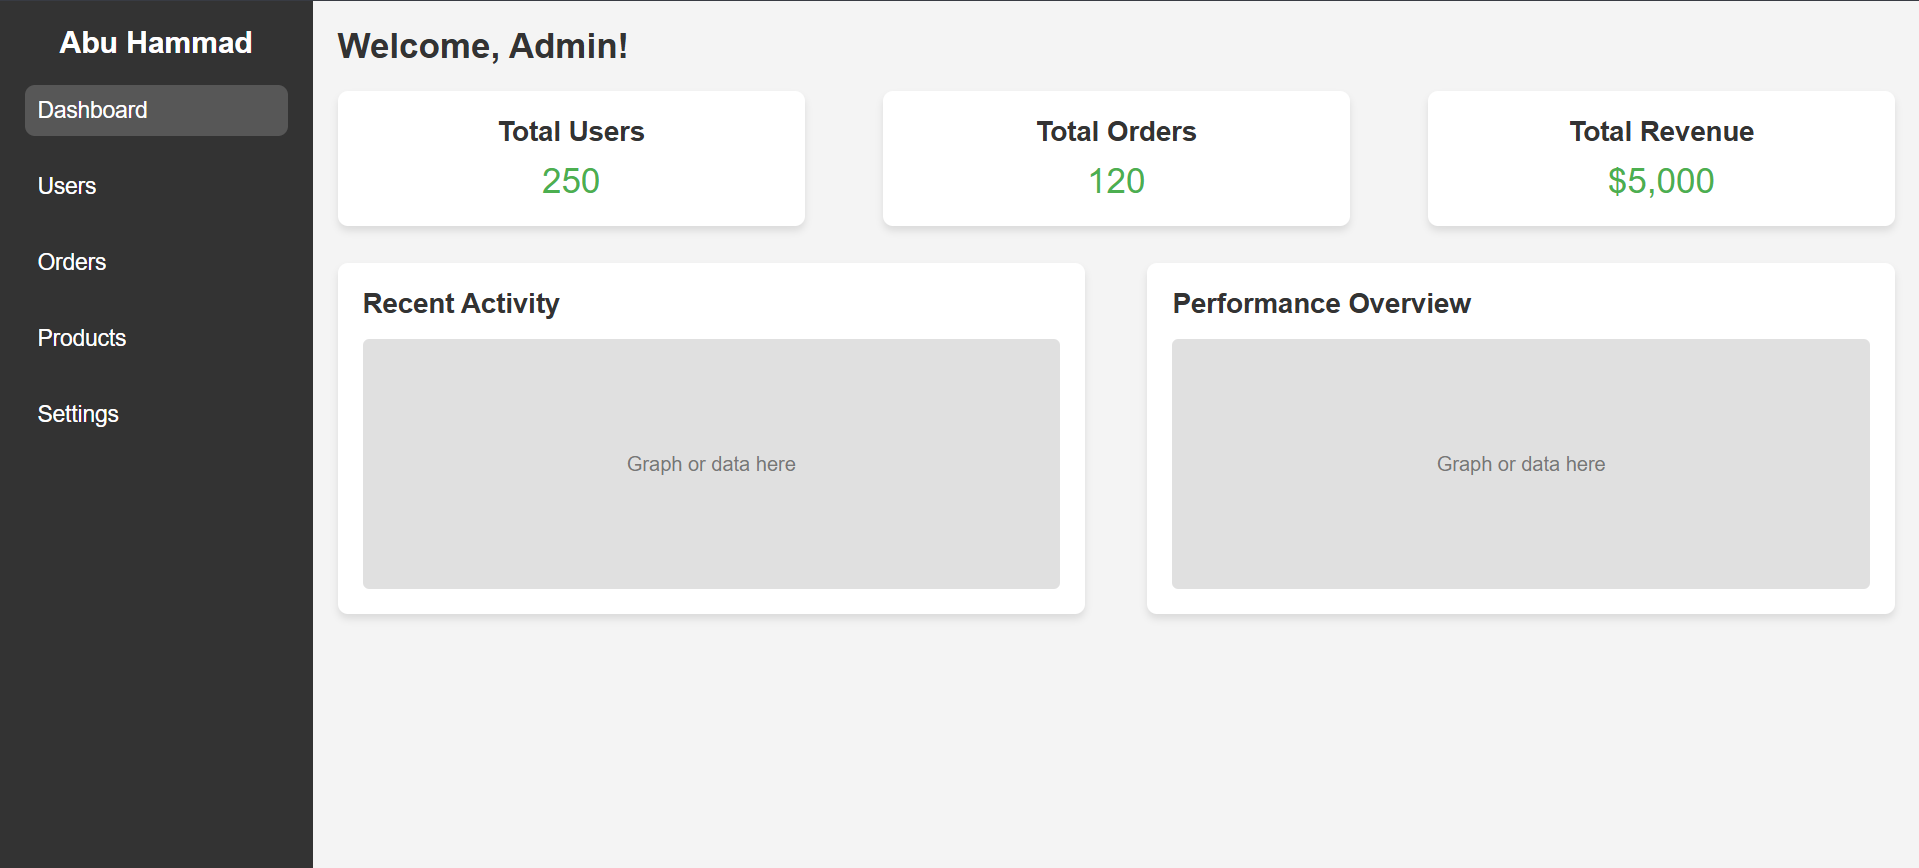 Abu Hammad
Dashboard
Users
Orders
Products
Settings
Welcome, Admin!
Total Users
250
Total Orders
120
Total Revenue
$5,000
Recent Activity
Graph or data here
Performance Overview
Graph or data here